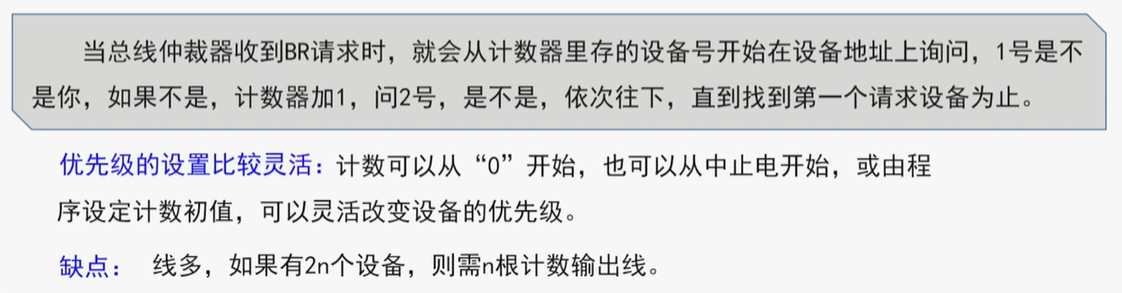 当总线仲裁器收到BR请求时，就会从计数器里存的设备号开始在设备地址上询问，1号是不
是你，如果不是，计数器加1，问2号，是不是，依次往下，直到找到第一个请求设备为止。
优先级的设置比较灵活：计数可以从“0”开始，也可以从中止电开始，或由程
序设定计数初值，可以灵活改变设备的优先级。
缺点： 线多，如果有2n个设备，则需n根计数输出线。